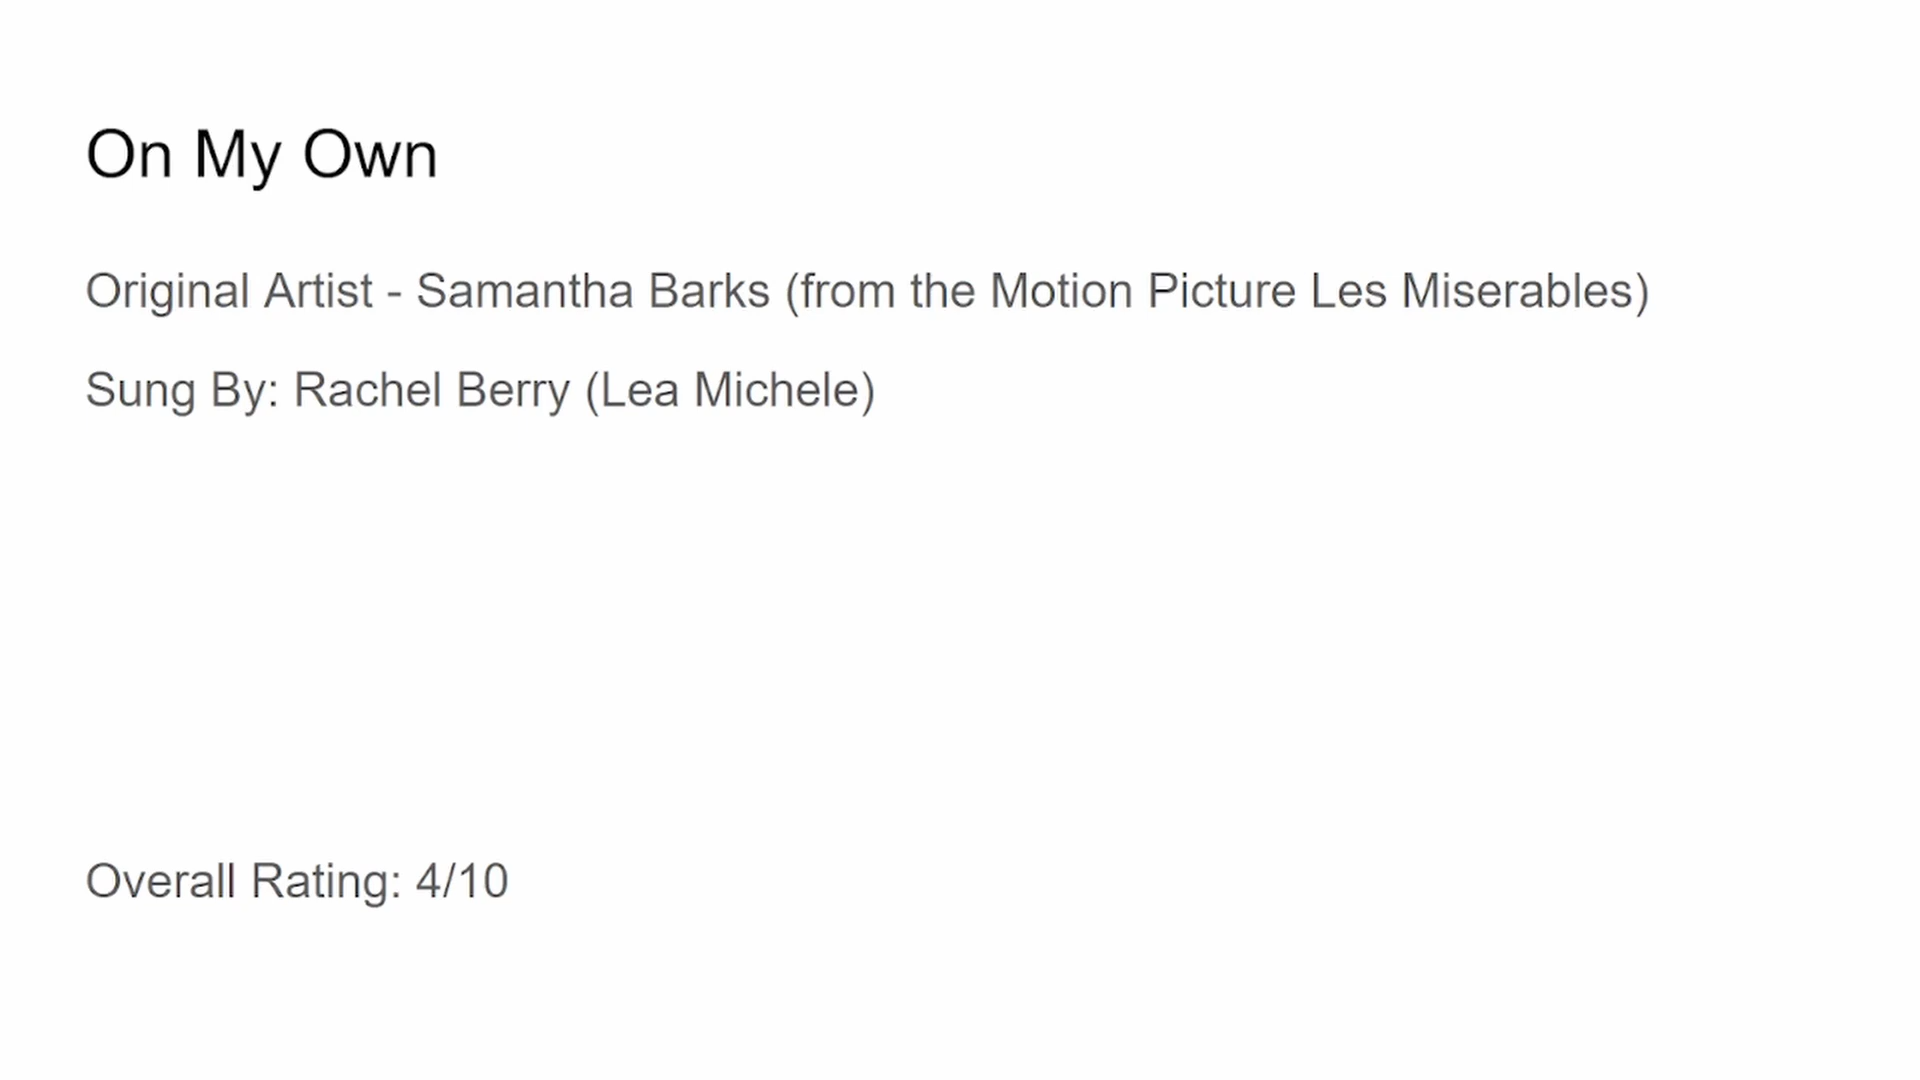 On My Own
Original Artist - Samantha Barks (from the Motion Picture Les Miserables)
Sung By: Rachel Berry (Lea Michele)
Overall Rating: 4/10